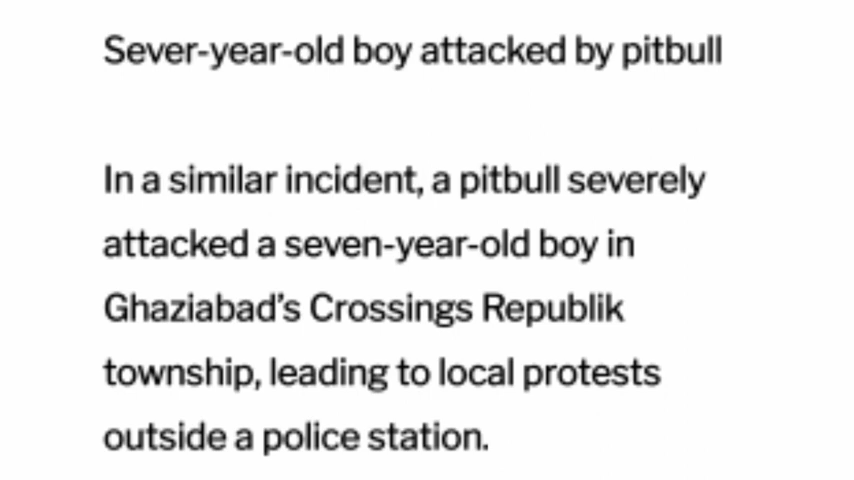 Sever-year-old boy attacked by pitbull
In a similar incident, a pitbull severely
attacked a seven-year-old boy in
Ghaziabad’s Crossings Republik
township, leading to local protests
outside a police station.